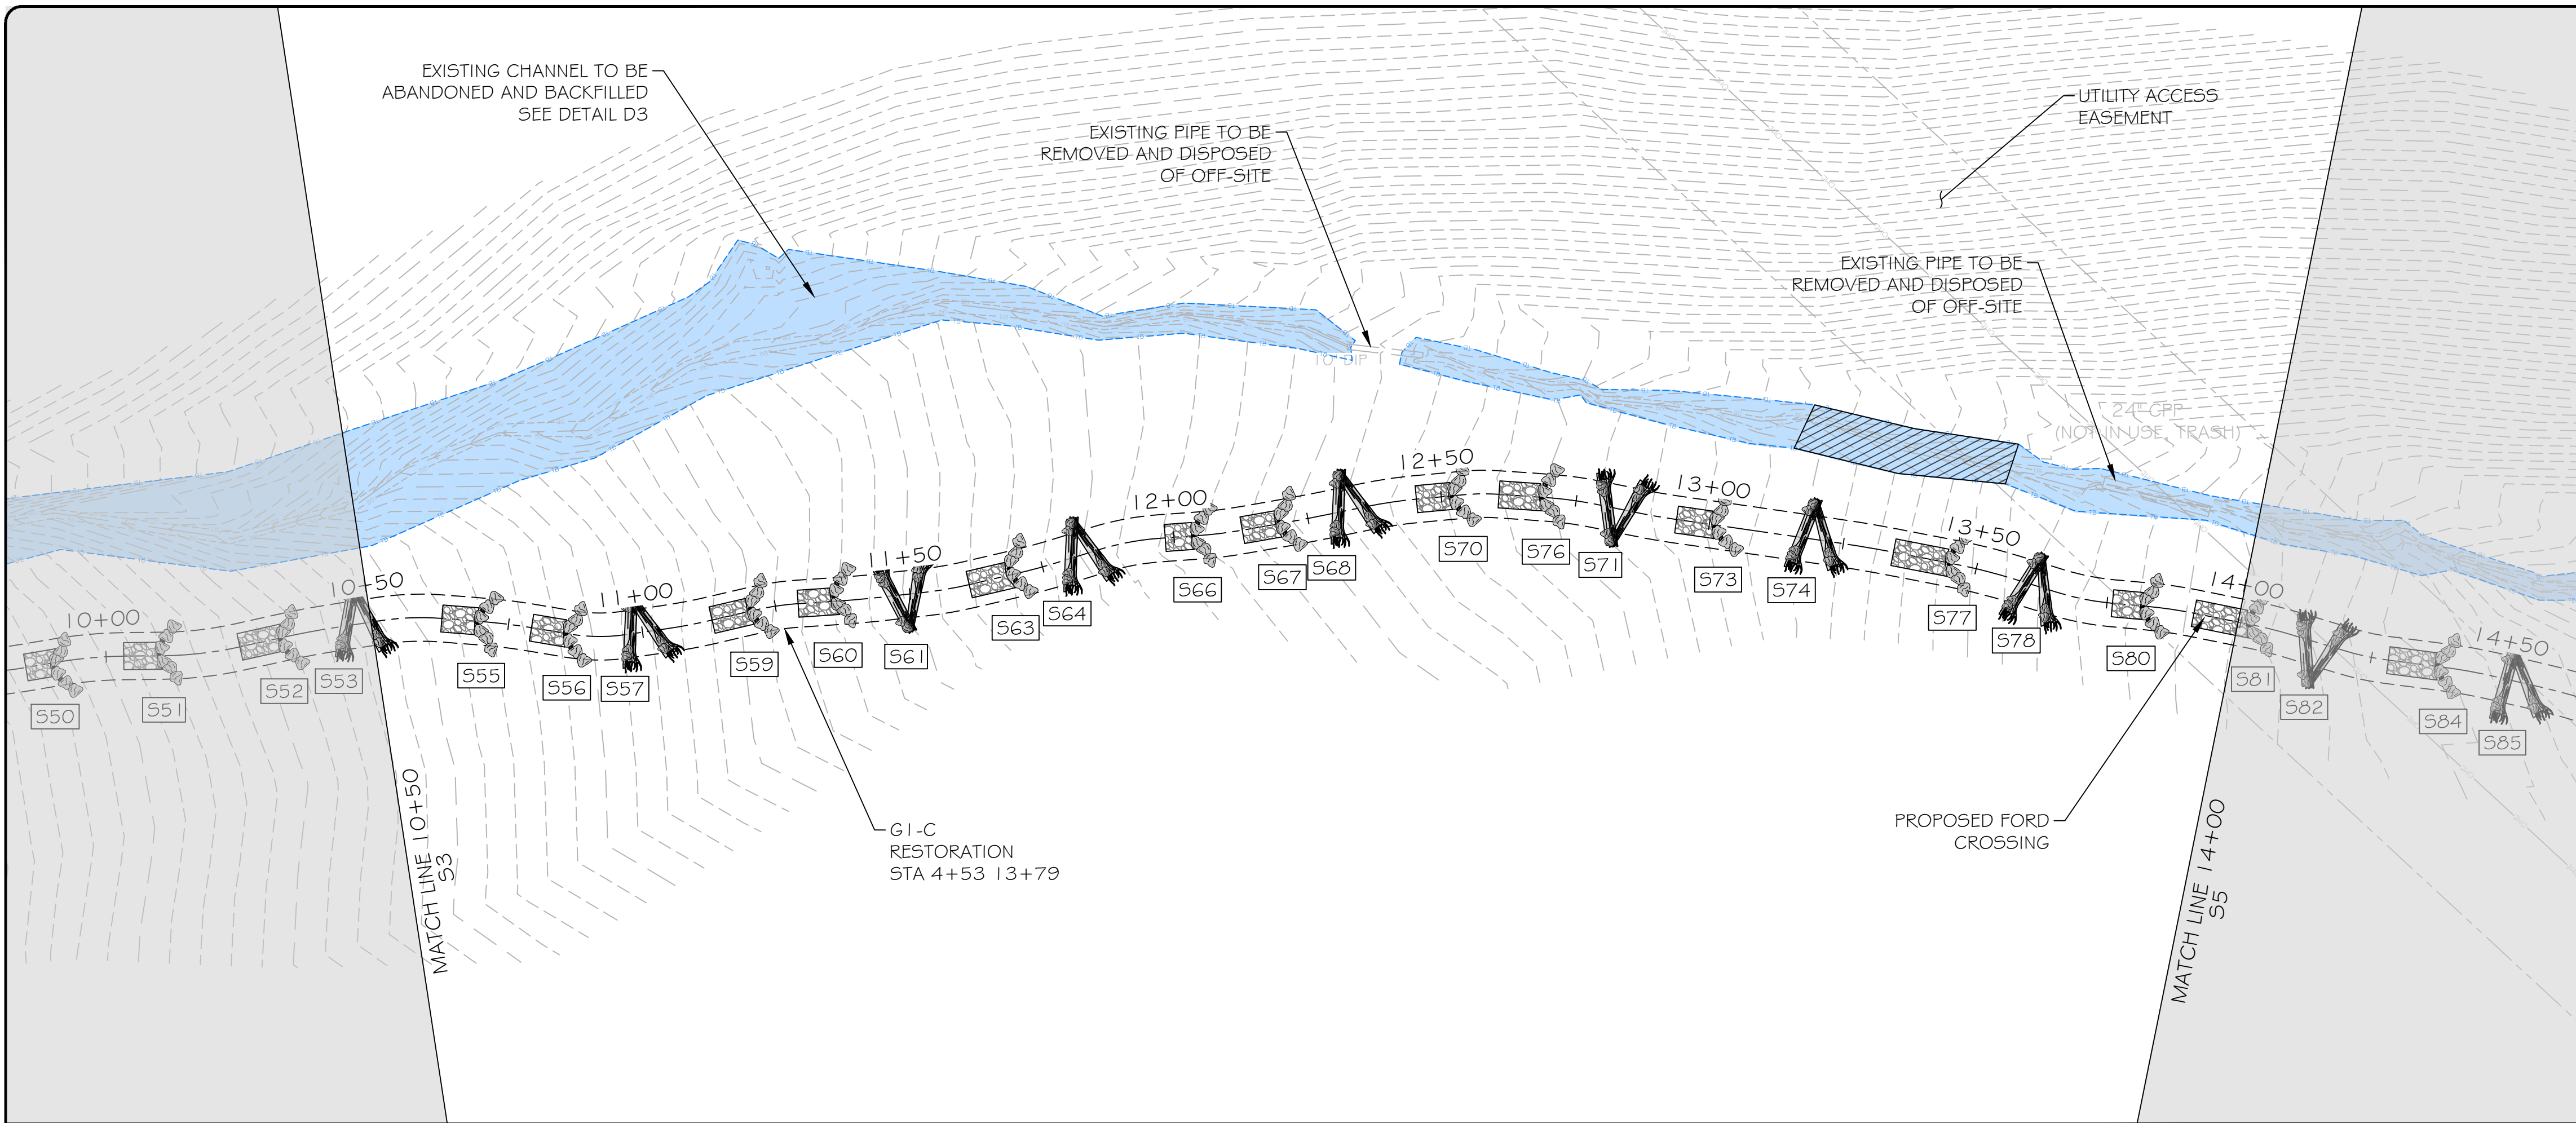 EXISTING CHANNEL TO BE
ABANDONED AND BACKFILLED
SEE DETAIL D3
EXISTING PIPE TO BE
REMOVED AND DISPOSED
OF OFF-SITE
UTILITY ACCESS
EASEMENT
EXISTING PIPE TO BE
REMOVED AND DISPOSED
OF OFF-SITE
10" DIP
24" CPP
(NOT IN USE, TRASH)
10+00
10+50
11+00
11+50
12+00
12+50
13+00
13+50
14+00
14+50
S50
S51
S52
S53
S55
S56
S57
S59
S60
S61
S63
S64
S66
S67
S68
S70
S76
S71
S73
S74
S77
S78
S80
S81
S82
S84
S85
MATCH LINE 10+50
S3
G1-C
RESTORATION
STA 4+53 13+79
PROPOSED FORD
CROSSING
MATCH LINE 14+00
S5